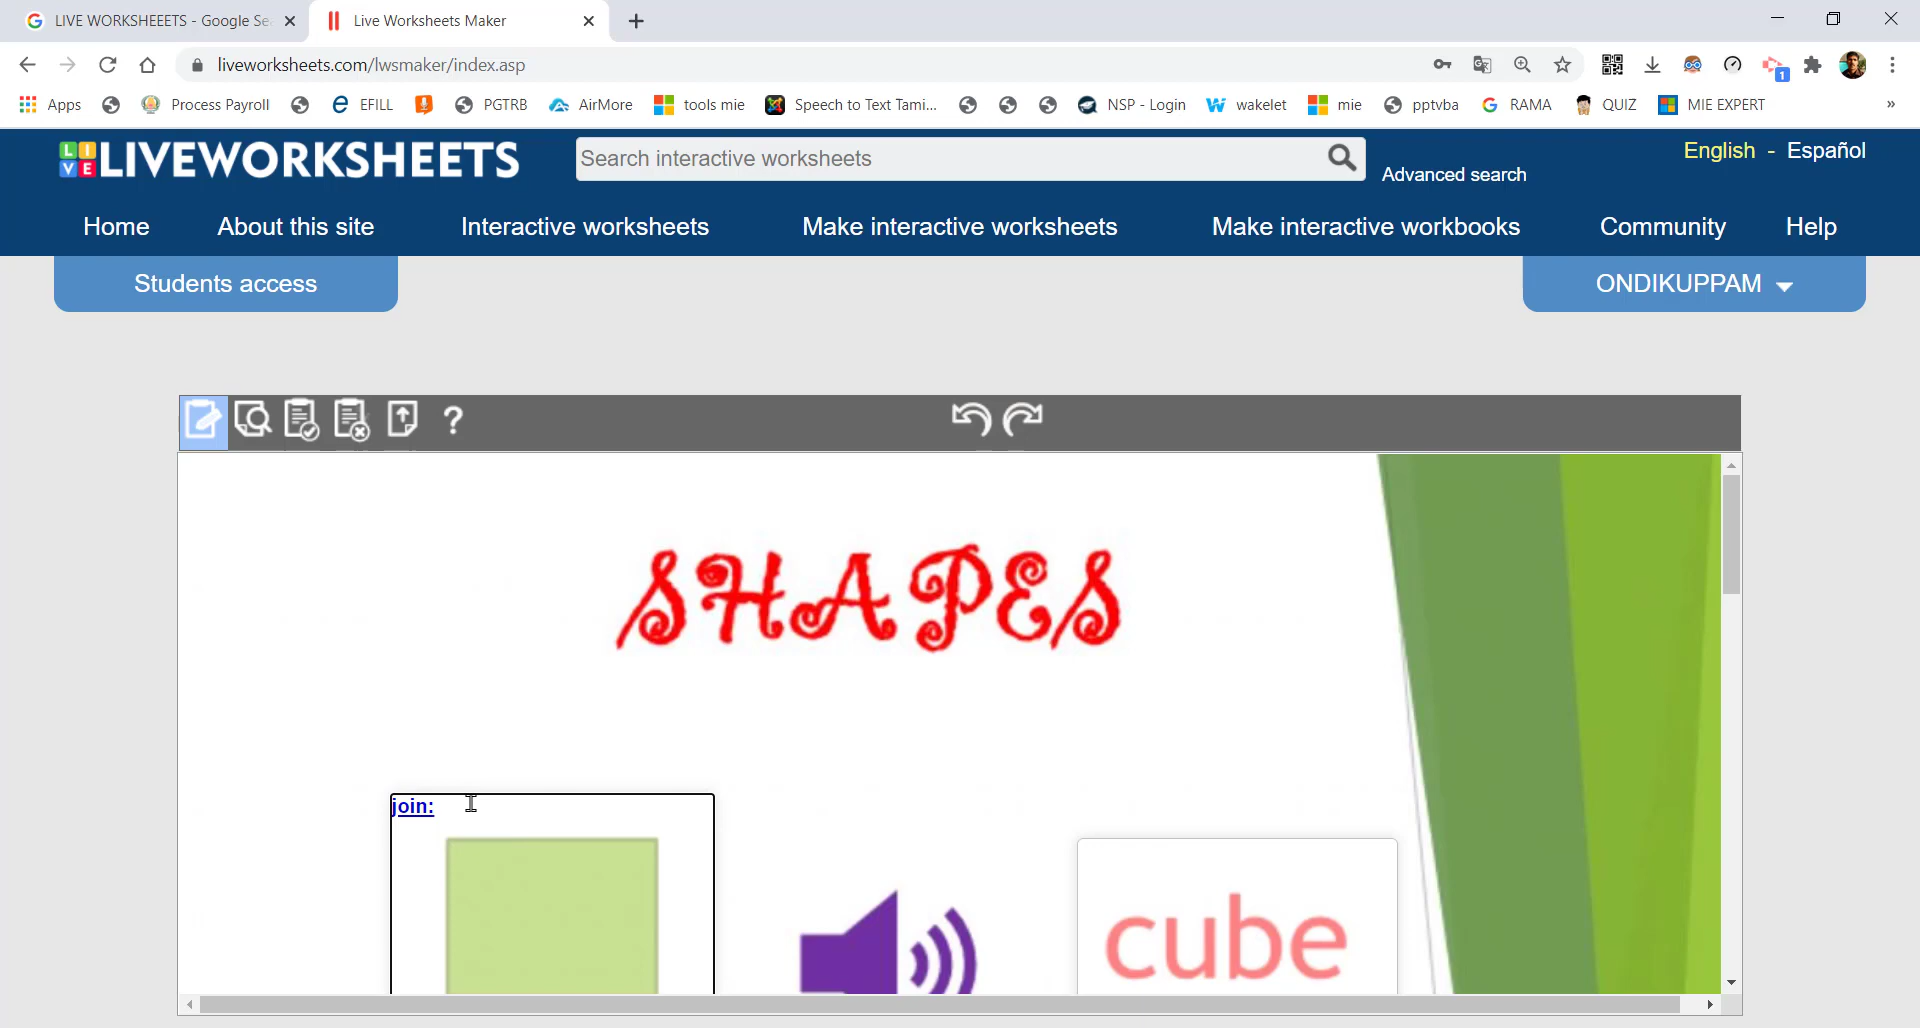 LIVE WORKSHEEETS - Google Se
Live Worksheets Maker
liveworksheets.com/lwsmaker/index.asp
1
Apps
Process Payroll
EFILL
PGTRB
AirMore
tools mie
Speech to Text Tami...
NSP - Login
wakelet
mie
pptvba
RAMA
QUIZ
MIE EXPERT
»
LIVE LIVEWORKSHEETS
Search interactive worksheets
Advanced search
English - Español
Home
About this site
Interactive worksheets
Make interactive worksheets
Make interactive workbooks
Community
Help
Students access
ONDIKUPPAM
?
SHAPES
join:
cube